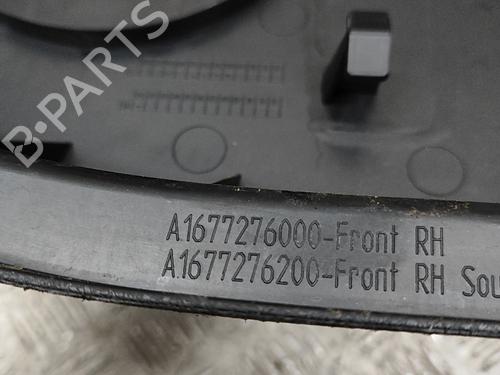 B-PARTS
A1677276000-Front RH
A1677276200-Front RH Sou